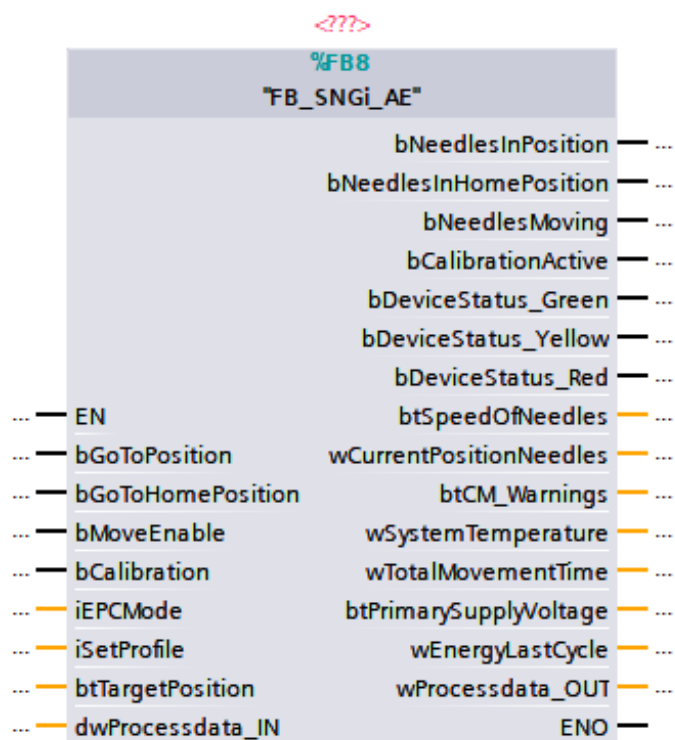 <???>
%FB8
"FB_SNGi_AE"
bNeedlesInPosition ...
bNeedlesInHomePosition ...
bNeedlesMoving ...
bCalibrationActive ...
bDeviceStatus_Green ...
bDeviceStatus_Yellow ...
bDeviceStatus_Red ...
... EN btSpeedOfNeedles ...
... bGoToPosition wCurrentPositionNeedles ...
... bGoToHomePosition btCM_Warnings ...
... bMoveEnable wSystemTemperature ...
... bCalibration wTotalMovementTime ...
... iEPCMode btPrimarySupplyVoltage ...
... iSetProfile wEnergyLastCycle ...
... btTargetPosition wProcessdata_OUT ...
... dwProcessdata_IN ENO